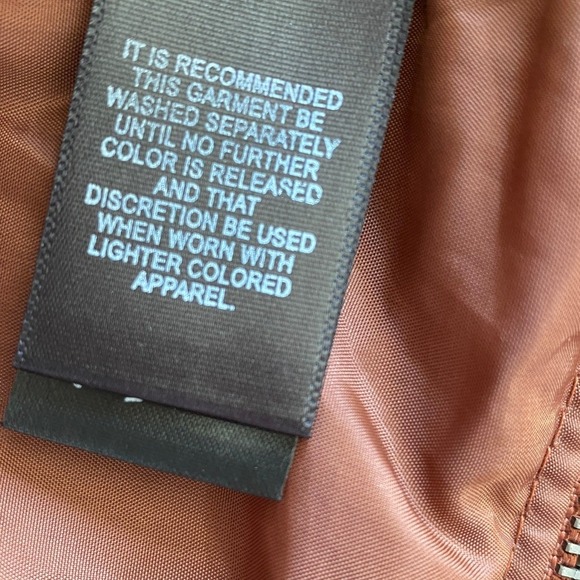 IT IS RECOMMENDED
THIS GARMENT BE
WASHED SEPARATELY
UNTIL NO FURTHER
COLOR IS RELEASED
AND THAT
DISCRETION BE USED
WHEN WORN WITH
LIGHTER COLORED
APPAREL.